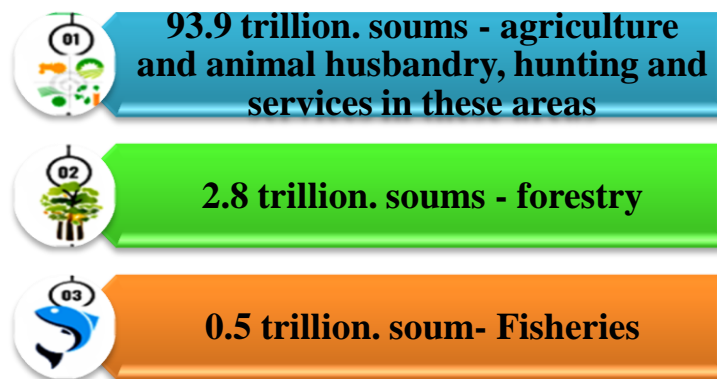 01
93.9 trillion. soums - agriculture
and animal husbandry, hunting and
services in these areas
02
2.8 trillion. soums - forestry
03
0.5 trillion. soum- Fisheries